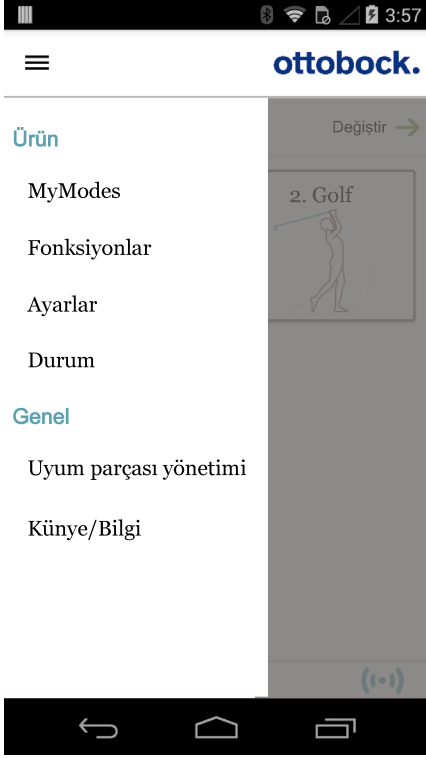 3:57
ottobock.
Ürün
Değiştir
MyModes
2. Golf
Fonksiyonlar
Ayarlar
Durum
Genel
Uyum parçası yönetimi
Künye/Bilgi